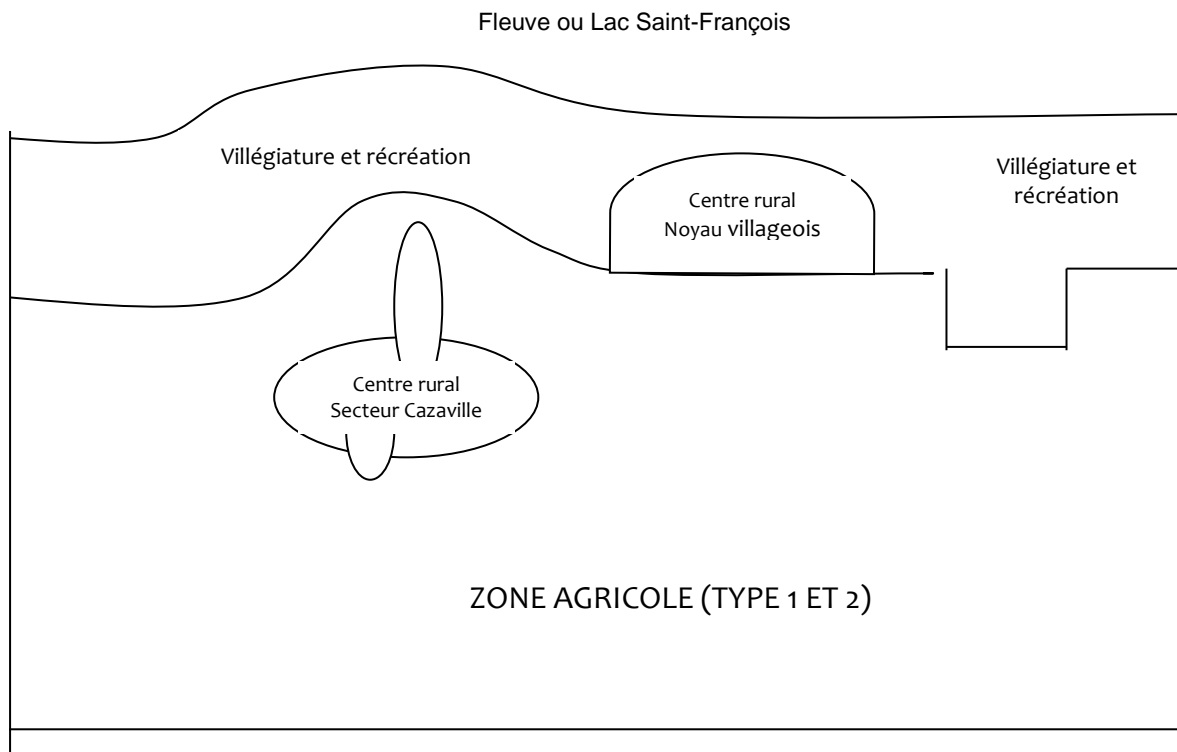 Fleuve ou Lac Saint-François
Villégiature et récréation
Centre rural
Noyau villageois
Villégiature et
récréation
Centre rural
Secteur Cazaville
ZONE AGRICOLE (TYPE 1 ET 2)